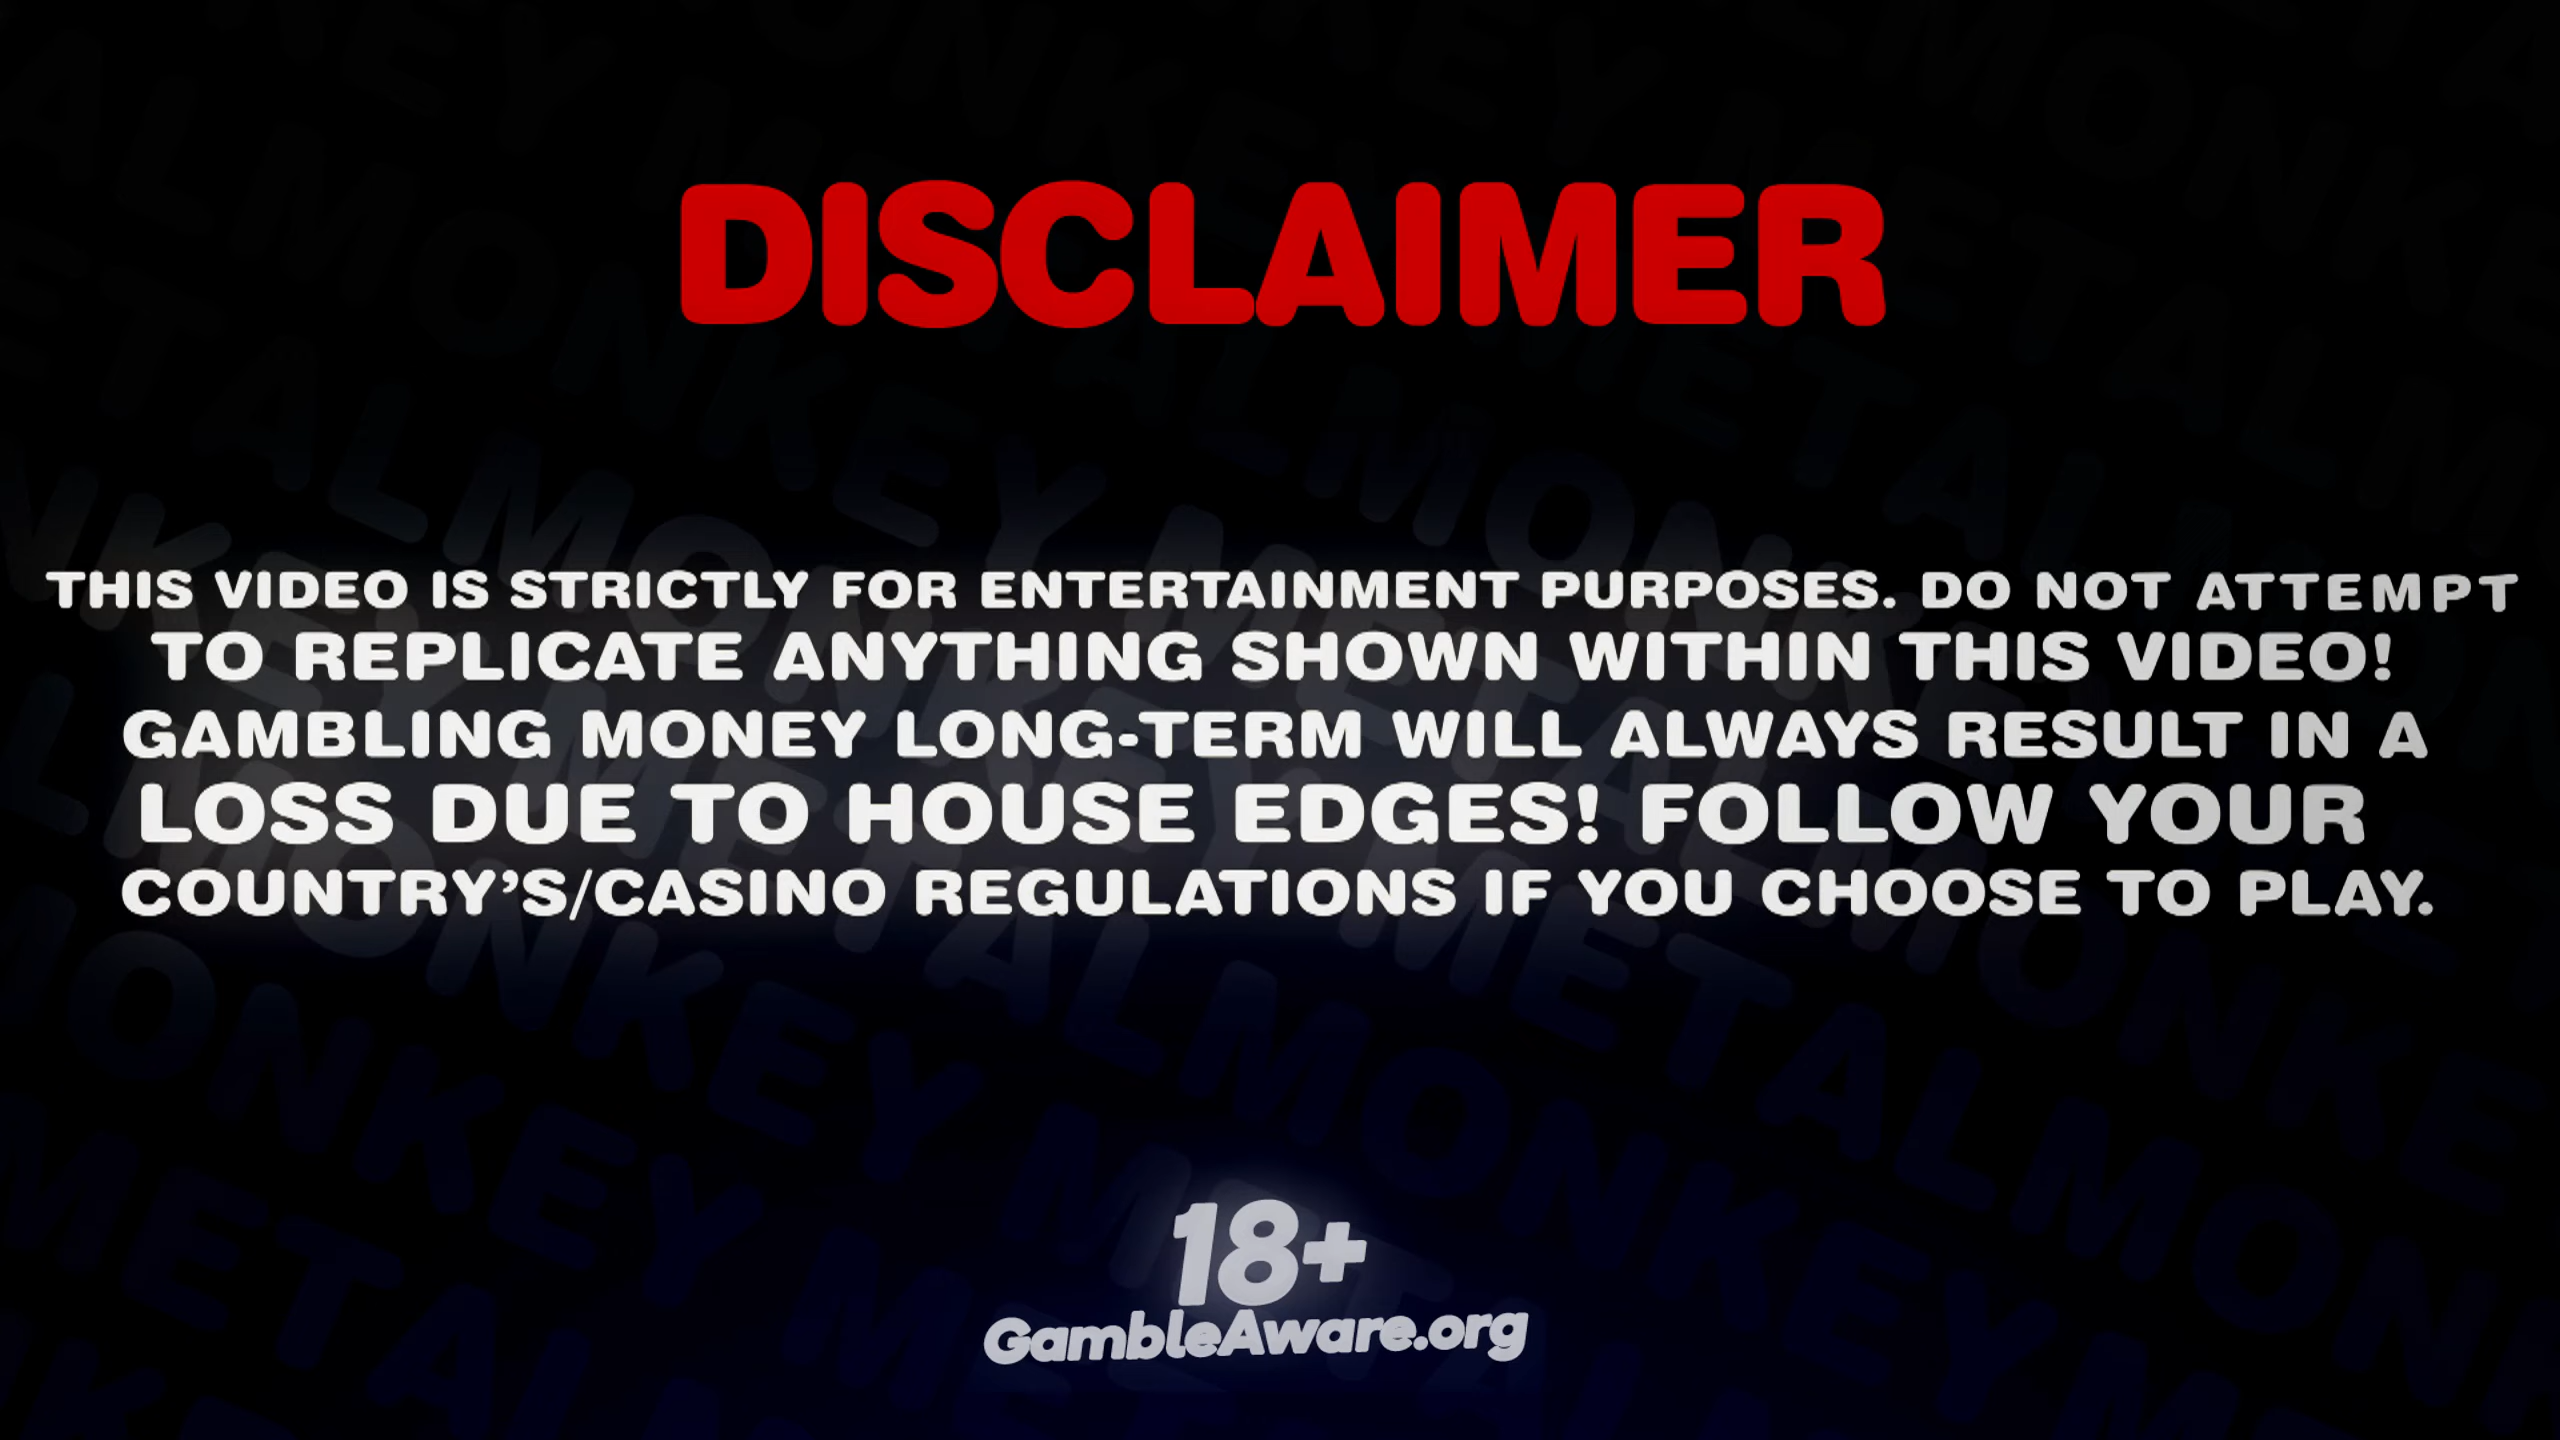 DISCLAIMER
THIS VIDEO IS STRICTLY FOR ENTERTAINMENT PURPOSES. DO NOT ATTEMPT
TO REPLICATE ANYTHING SHOWN WITHIN THIS VIDEO!
GAMBLING MONEY LONG-TERM WILL ALWAYS RESULT IN A
LOSS DUE TO HOUSE EDGES! FOLLOW YOUR
COUNTRY'S/CASINO REGULATIONS IF YOU CHOOSE TO PLAY.
18+
GambleAware.org